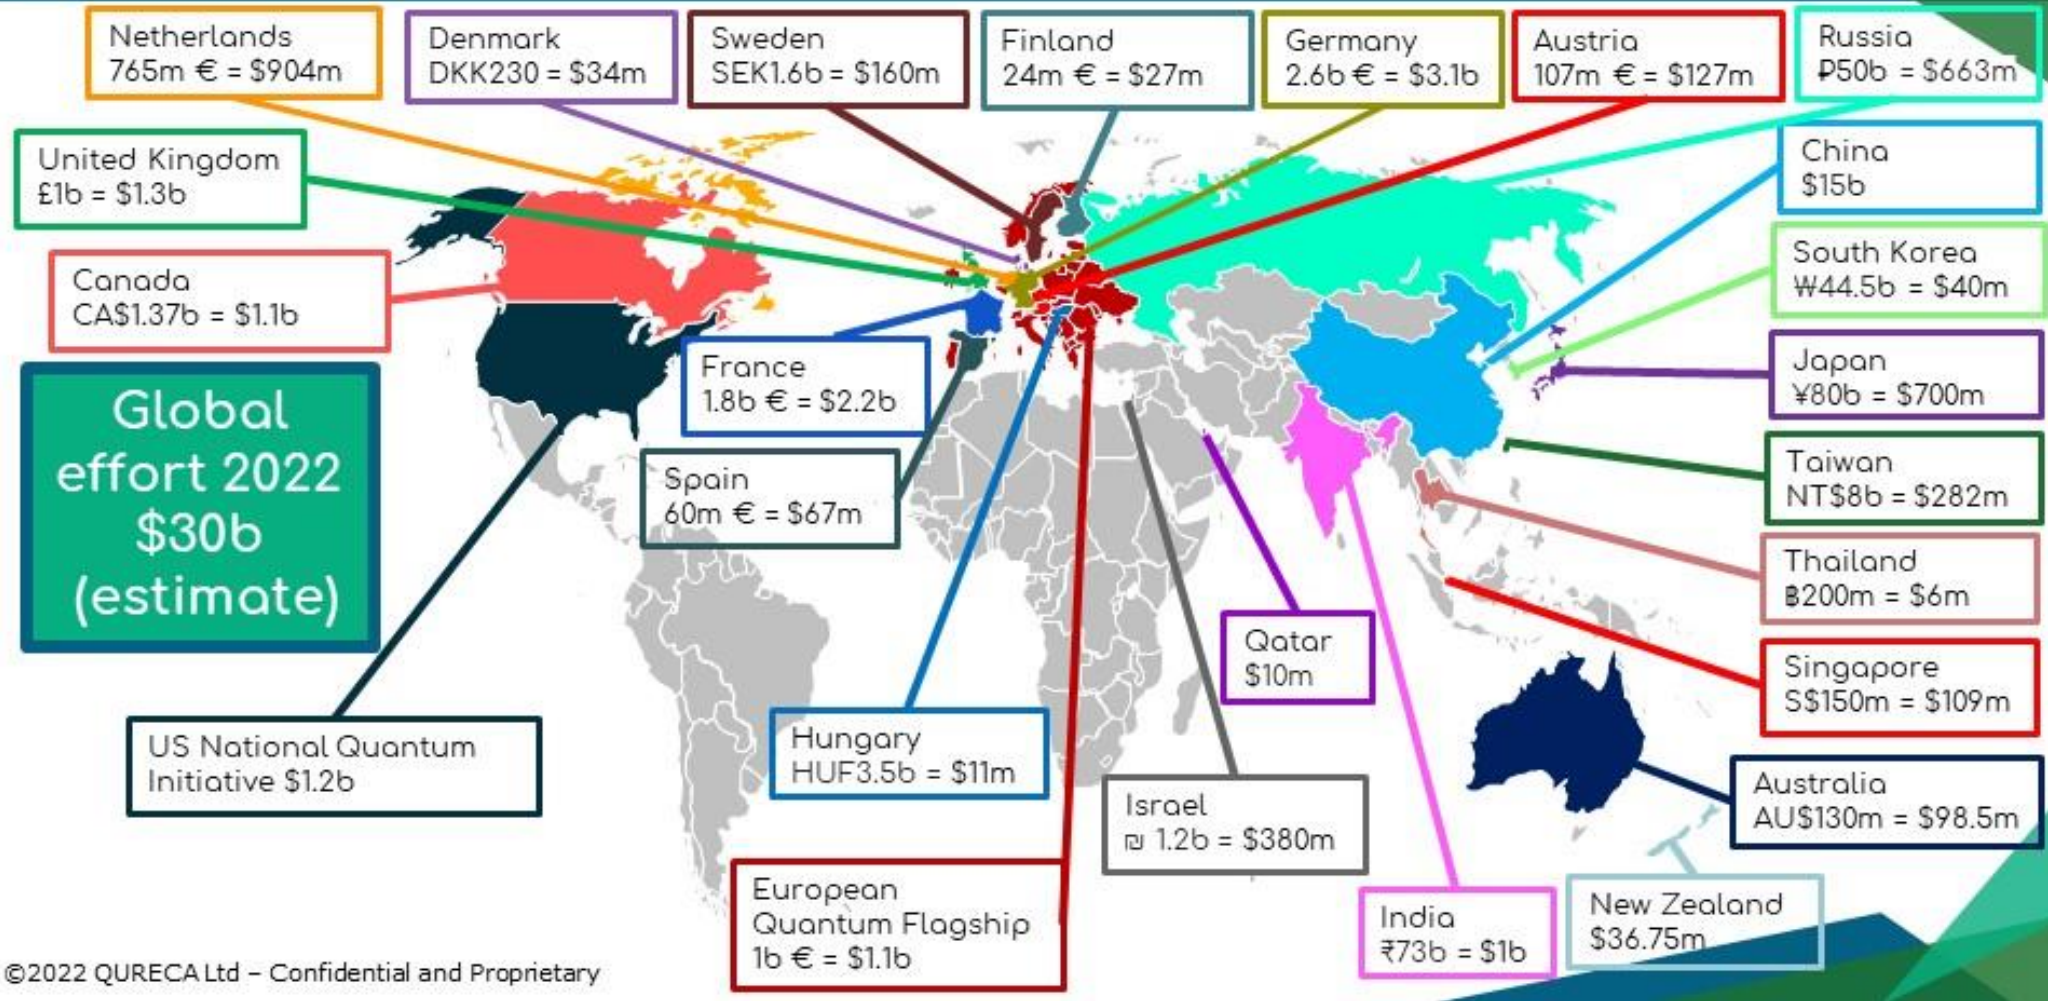 Netherlands
765m € = $904m
Denmark
DKK230 = $34m
Sweden
SEK1.6b = $160m
Finland
24m € = $27m
Germany
2.6b € = $3.1b
Austria
107m € = $127m
Russia
₽50b = $663m
United Kingdom
£1b = $1.3b
China
$15b
Canada
CA$1.37b = $1.1b
South Korea
₩44.5b = $40m
France
1.8b € = $2.2b
Japan
¥80b = $700m
Global
effort 2022
$30b
(estimate)
Spain
60m € = $67m
Taiwan
NT$8b = $282m
Thailand
฿200m = $6m
Qatar
$10m
Singapore
S$150m = $109m
US National Quantum
Initiative $1.2b
Hungary
HUF3.5b = $11m
Israel
₪ 1.2b = $380m
Australia
AU$130m = $98.5m
European
Quantum Flagship
1b € = $1.1b
India
₹73b = $1b
New Zealand
$36.75m
©2022 QURECA Ltd – Confidential and Proprietary